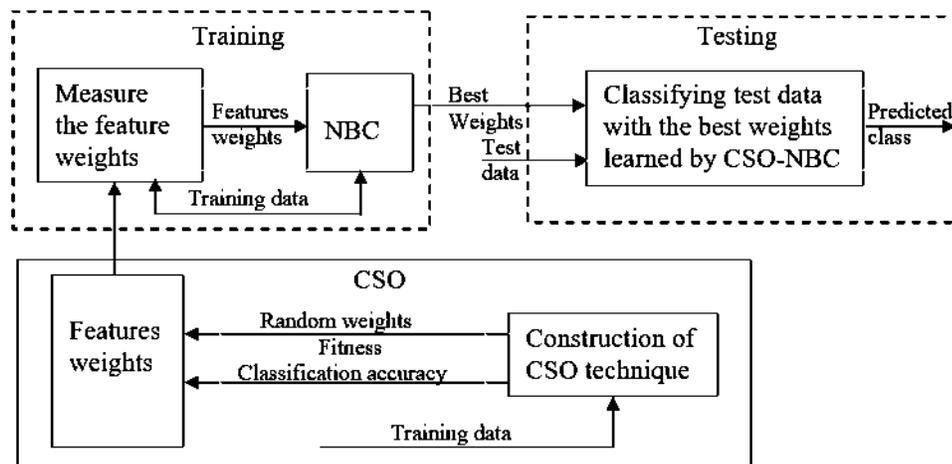 Training
Measure
the feature
weights
Features
weights
NBC
Training data
Best
Weights
Test
data
Testing
Classifying test data
with the best weights
learned by CSO-NBC
Predicted
class
CSO
Features
weights
Random weights
Fitness
Classification accuracy
Construction of
CSO technique
Training data